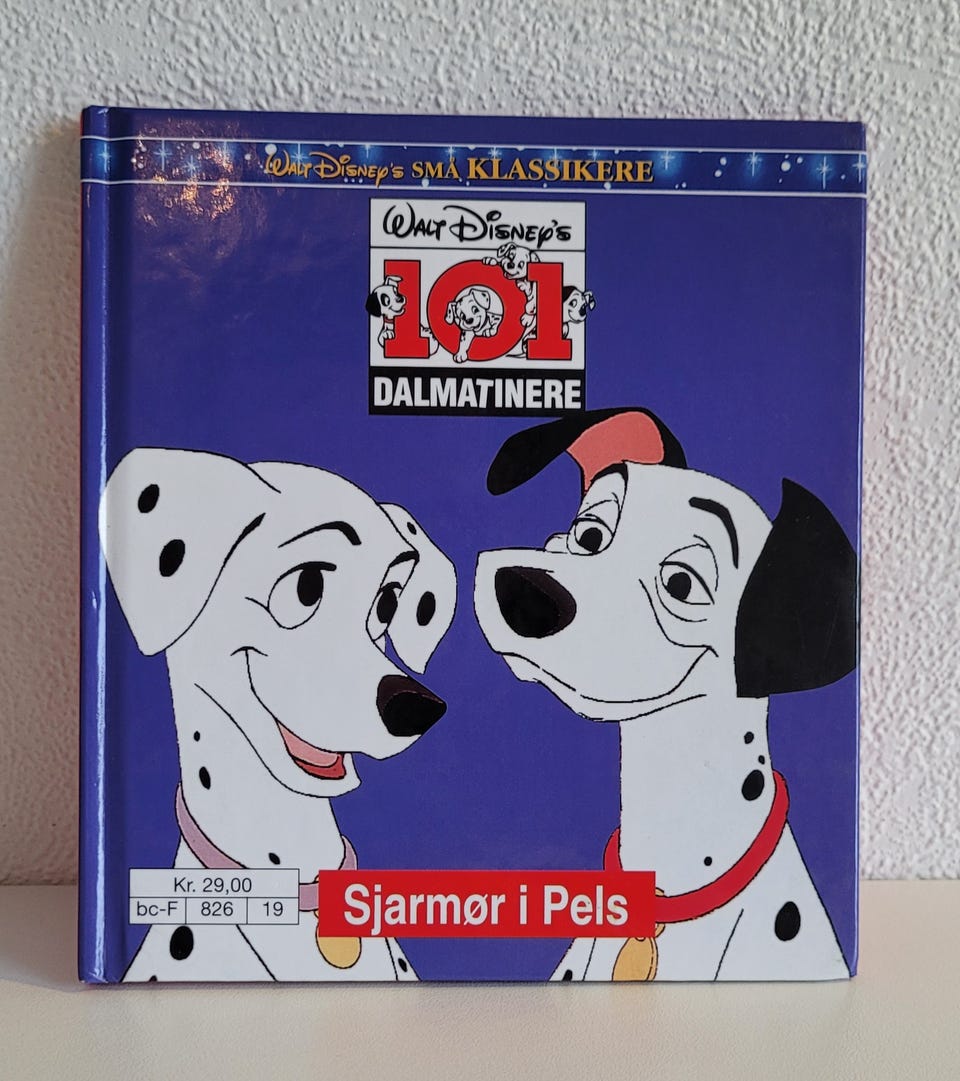 WALT DISNEY'S SMÅ KLASSIKERE
WALT DISNEY'S
101
DALMATINERE
Kr. 29,00
bc-F 826 19
Sjarmør i Pels